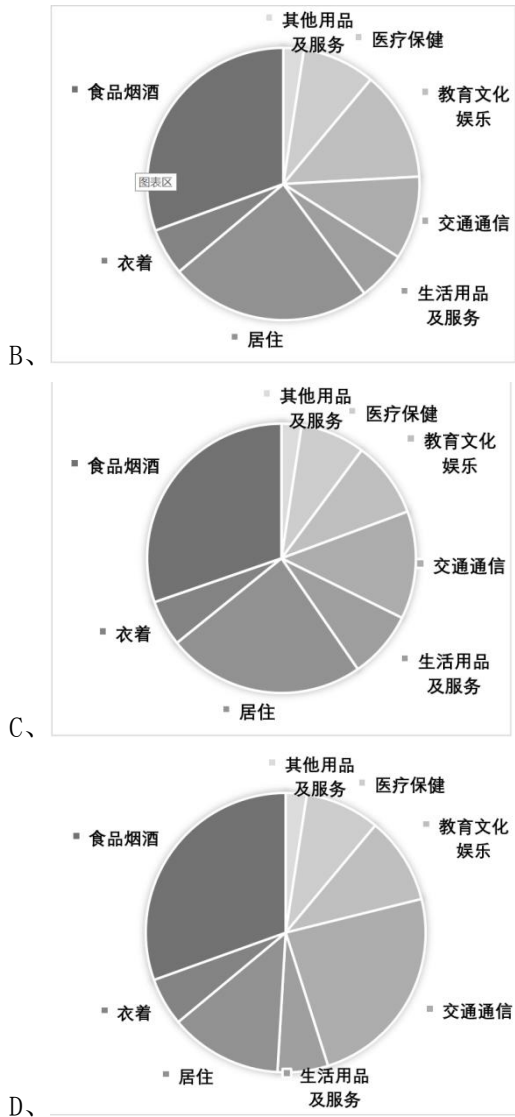 其他用品
及服务
医疗保健
食品烟酒
教育文化
娱乐
图表区
交通通信
衣着
生活用品
及服务
居住
B、
其他用品
及服务
医疗保健
教育文化
娱乐
食品烟酒
交通通信
衣着
生活用品
及服务
居住
C、
其他用品
及服务
医疗保健
食品烟酒
教育文化
娱乐
衣着
交通通信
居住
生活用品
及服务
D、